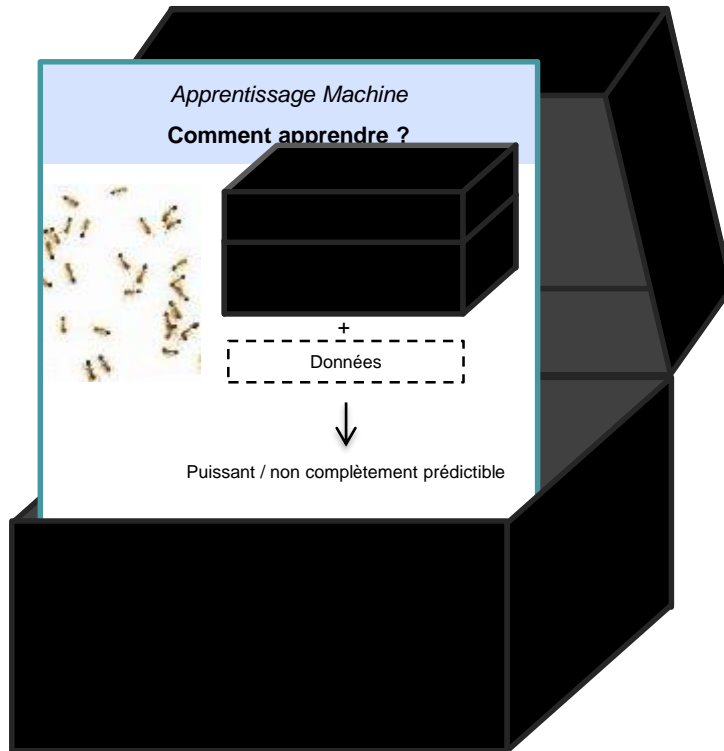 Apprentissage Machine
Comment apprendre ?
+
Données
Puissant / non complètement prédictible